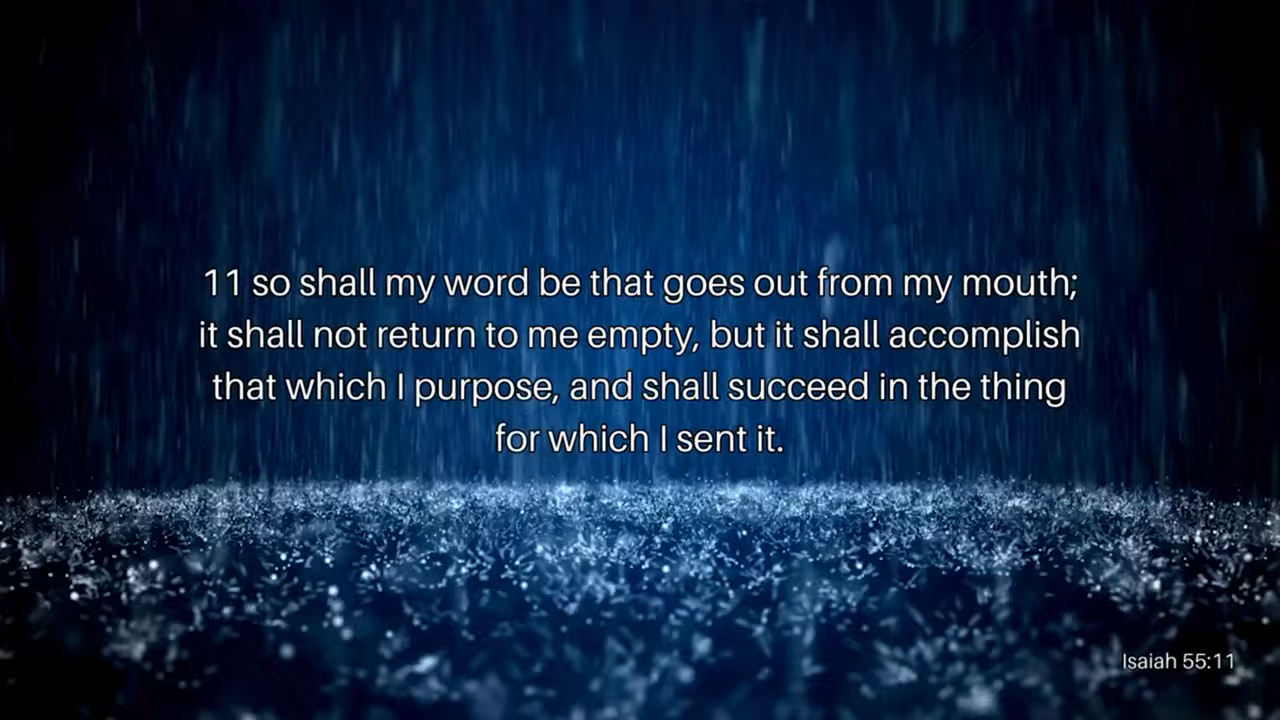 11 so shall my word be that goes out from my mouth;
it shall not return to me empty, but it shall accomplish
that which I purpose, and shall succeed in the thing
for which I sent it.
Isaiah 55:11